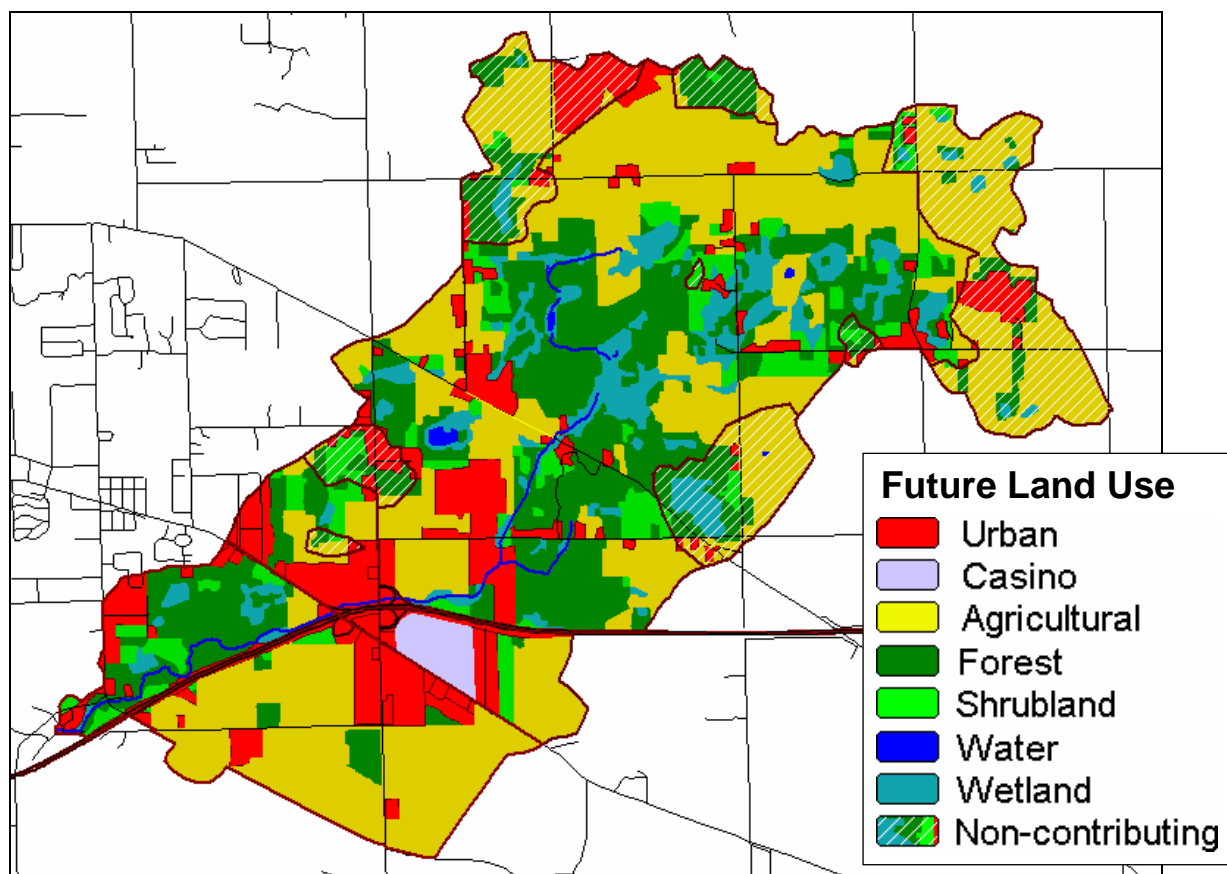 Future Land Use
Urban
Casino
Agricultural
Forest
Shrubland
Water
Wetland
Non-contributing